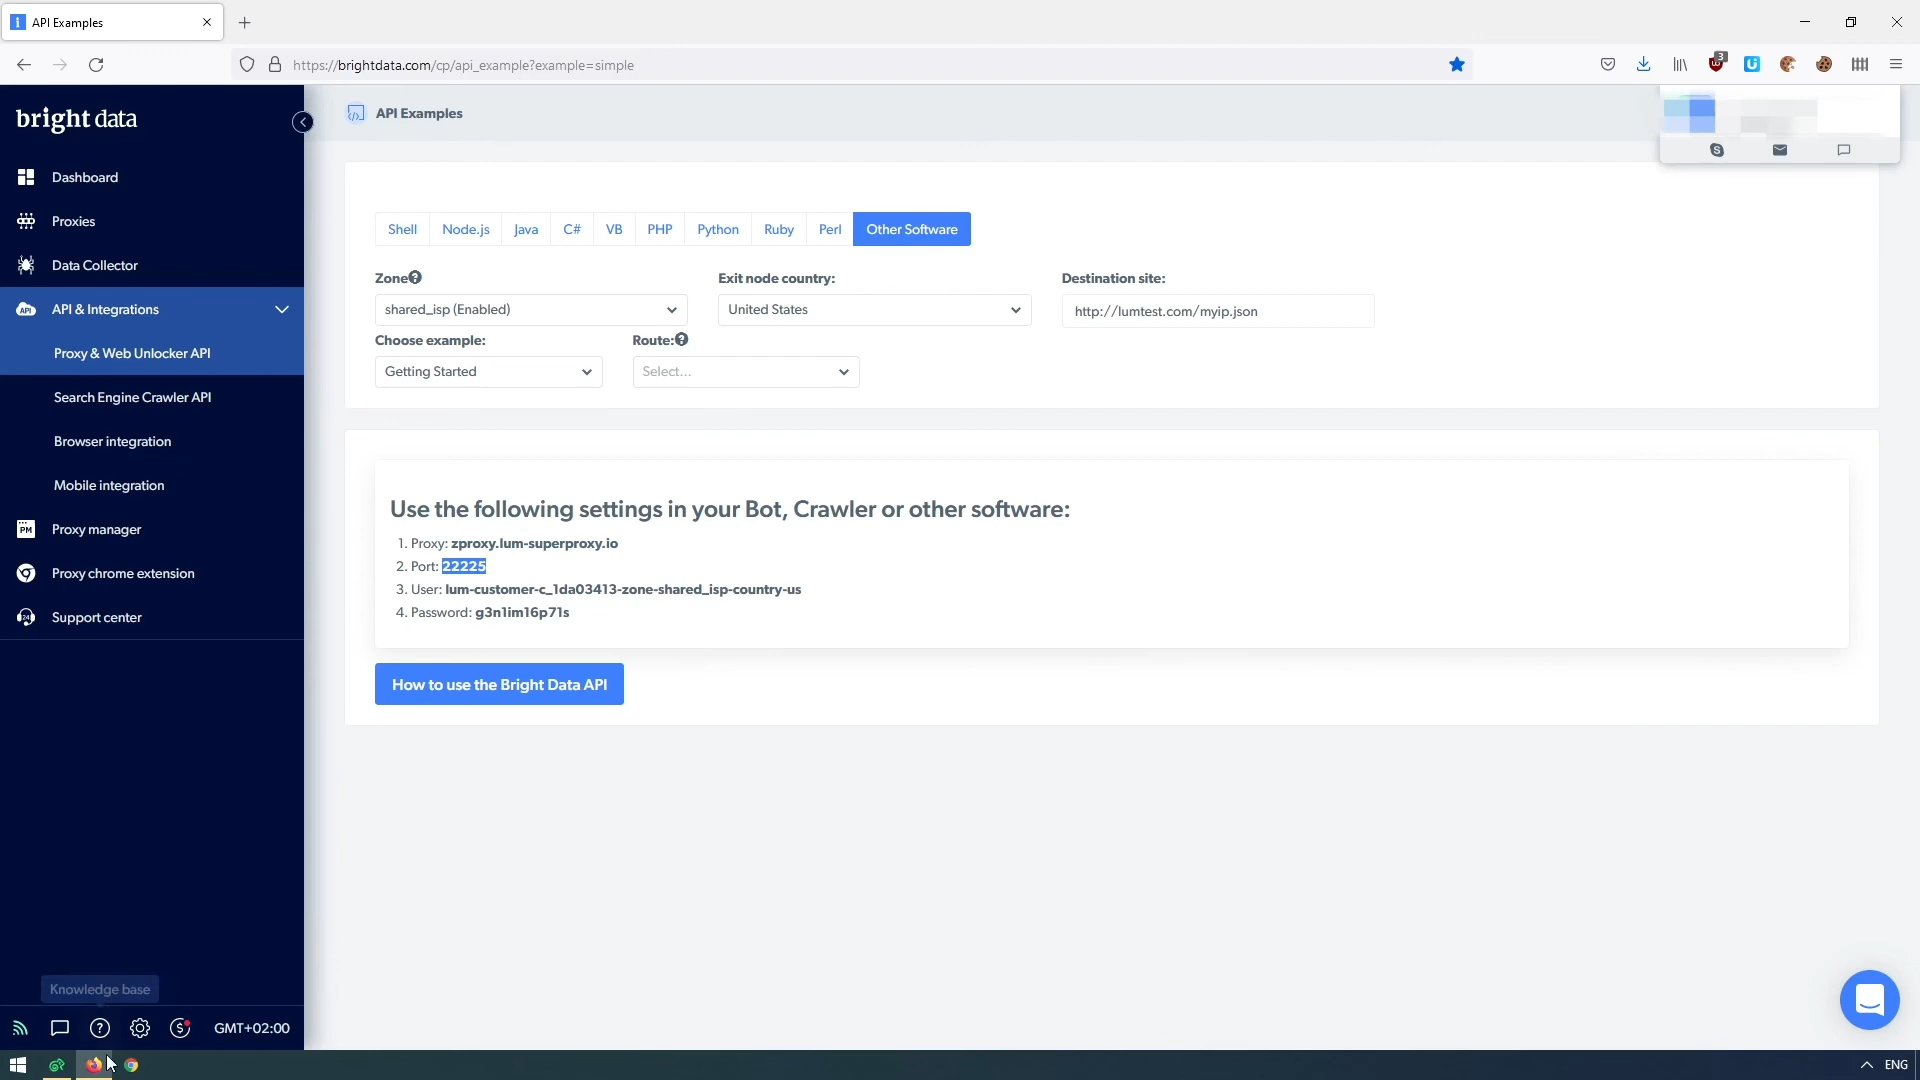 API Examples
https://brightdata.com/cp/api_example?example=simple
3
bright data
API Examples
Dashboard
Proxies
Data Collector
API
API & Integrations
Proxy & Web Unlocker API
Search Engine Crawler API
Browser integration
Mobile integration
PM
Proxy manager
Proxy chrome extension
24
Support center
Shell
Node.js
Java
C#
VB
PHP
Python
Ruby
Perl
Other Software
Zone
Exit node country:
Destination site:
shared_isp (Enabled)
United States
http://lumtest.com/myip.json
Choose example:
Route:
Getting Started
Select...
Use the following settings in your Bot, Crawler or other software:
1. Proxy: zproxy.lum-superproxy.io
2. Port: 22225
3. User: lum-customer-c_1da03413-zone-shared_isp-country-us
4. Password: g3n1im16p71s
How to use the Bright Data API
Knowledge base
GMT+02:00
ENG